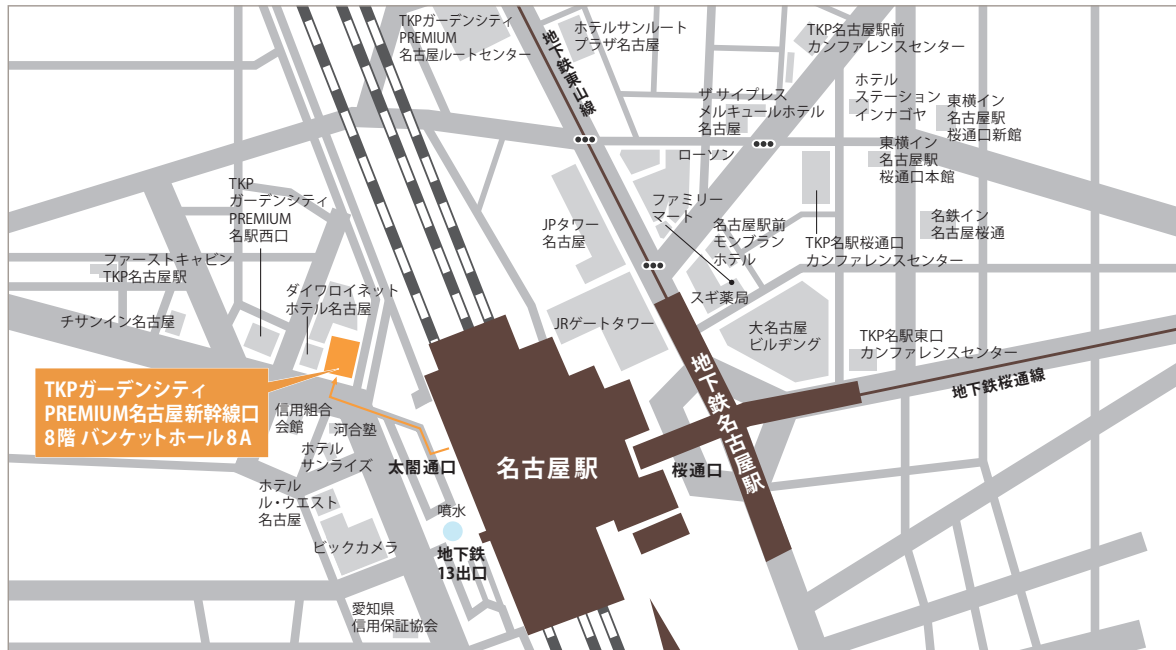 TKPガーデンシティ
PREMIUM
名古屋ルートセンター
ホテルサンルート
プラザ名古屋
地下鉄東山線
TKP名古屋駅前
カンファレンスセンター
ザ サイプレス
メルキュールホテル
名古屋
ホテル
ステーション
インナゴヤ
東横イン
名古屋駅
桜通口新館
東横イン
名古屋駅
桜通口本館
ローソン
TKP
ガーデンシティ
PREMIUM
名駅西口
ファミリー
マート
JPタワー
名古屋
名古屋駅前
モンブラン
ホテル
TKP名駅桜通口
カンファレンスセンター
名鉄イン
名古屋桜通
ファーストキャビン
TKP名古屋駅
ダイワロイネット
ホテル名古屋
スギ薬局
チサンイン名古屋
JRゲートタワー
大名古屋
ビルヂング
TKP名駅東口
カンファレンスセンター
地下鉄桜通線
TKPガーデンシティ
PREMIUM名古屋新幹線口
8階 バンケットホール8A
信用組合
会館
河合塾
ホテル
サンライズ
太閤通口
名古屋駅
桜通口
地下鉄名古屋駅
ホテル
ル・ウエスト
名古屋
噴水
ビックカメラ
地下鉄
13出口
愛知県
信用保証協会